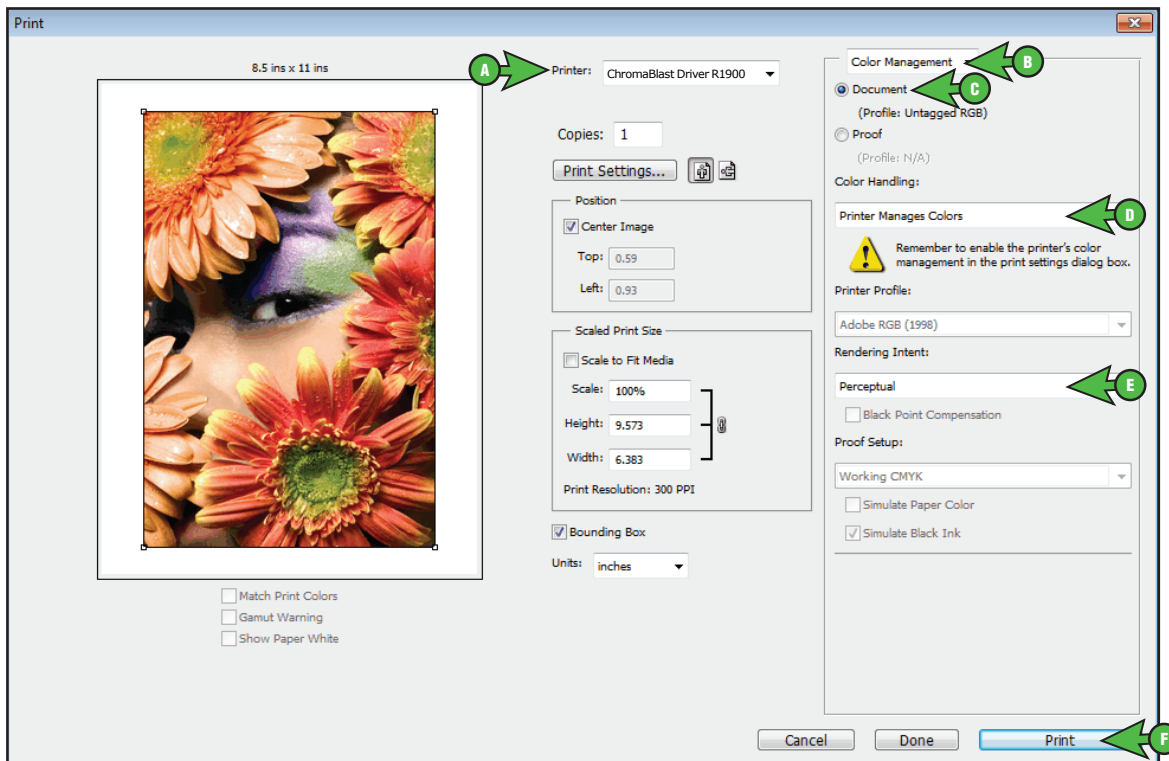 Print
8.5 ins x 11 ins
Match Print Colors
Gamut Warning
Show Paper White
A
Printer: ChromaBlast Driver R1900
Copies: 1
Print Settings...
Position
Center Image
Top: 0.59
Left: 0.93
Scaled Print Size
Scale to Fit Media
Scale: 100%
Height: 9.573
Width: 6.383
Print Resolution: 300 PPI
Bounding Box
Units: inches
Color Management B
Document C
(Profile: Untagged RGB)
Proof
(Profile: N/A)
Color Handling:
Printer Manages Colors D
Remember to enable the printer's color
management in the print settings dialog box.
Printer Profile:
Adobe RGB (1998)
Rendering Intent:
Perceptual E
Black Point Compensation
Proof Setup:
Working CMYK
Simulate Paper Color
Simulate Black Ink
Cancel Done Print F